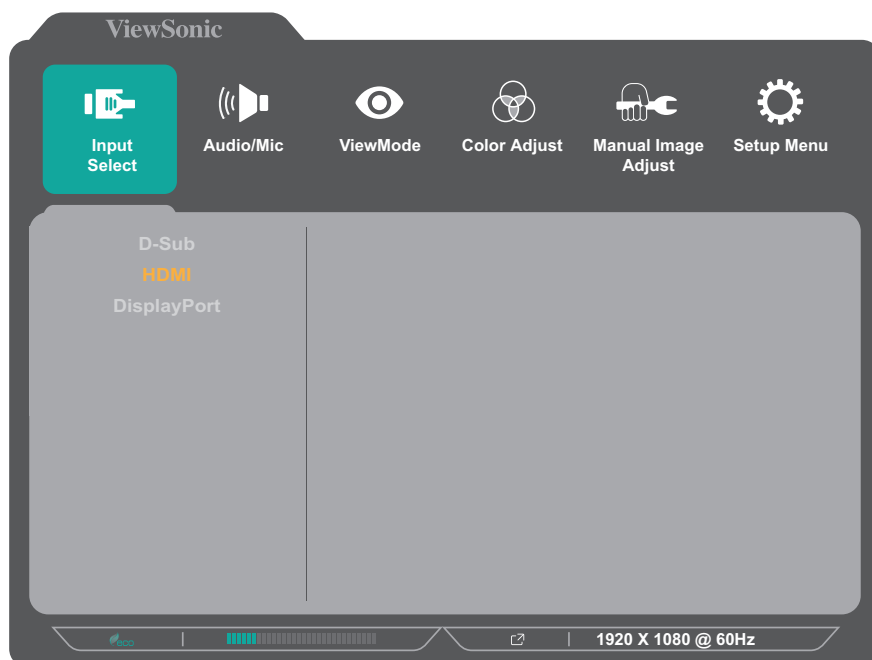 ViewSonic
Input Select
Audio/Mic
ViewMode
Color Adjust
Manual Image Adjust
Setup Menu
D-Sub
HDMI
DisplayPort
eco
1920 X 1080 @ 60Hz